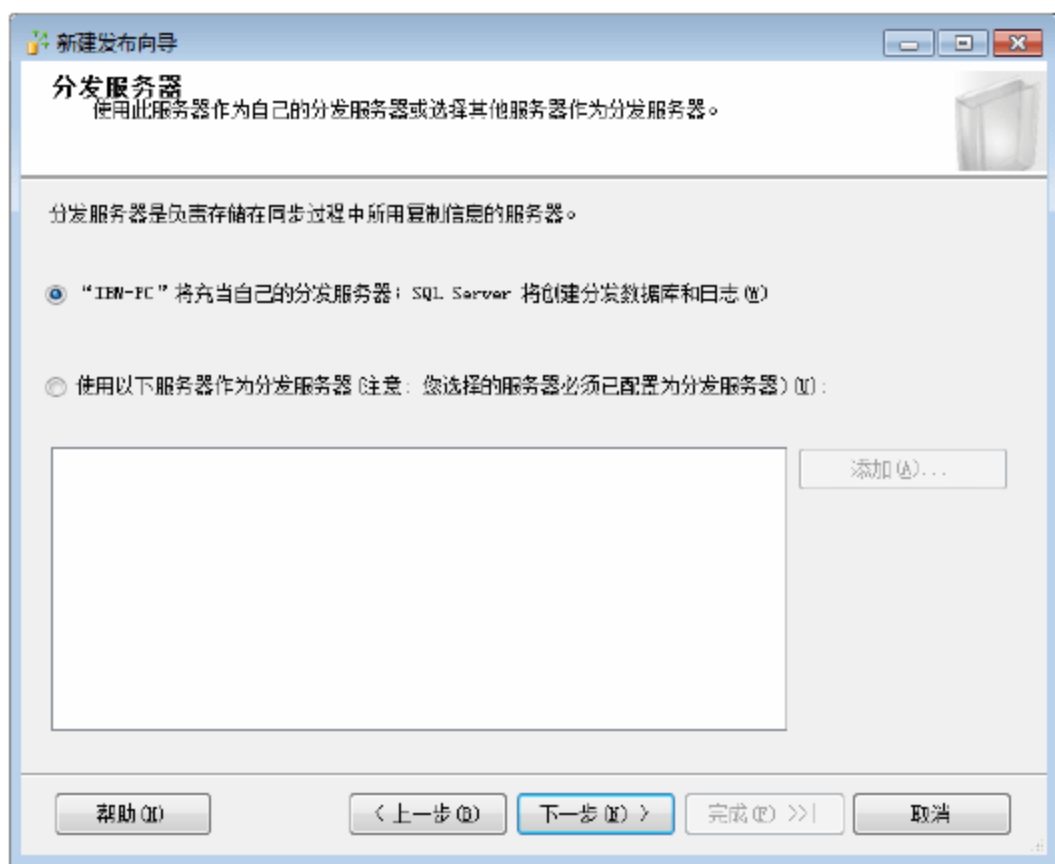 新建发布向导
分发服务器
使用此服务器作为自己的分发服务器或选择其他服务器作为分发服务器。
分发服务器是负责存储在同步过程中所用复制信息的服务器。
“IBM-PC”将充当自己的分发服务器；SQL Server 将创建分发数据库和日志(W)
使用以下服务器作为分发服务器(注意: 您选择的服务器必须已配置为分发服务器)(U):
添加(A)...
帮助(H)
<上一步(B)
下一步(N) >
完成(F) >>|
取消